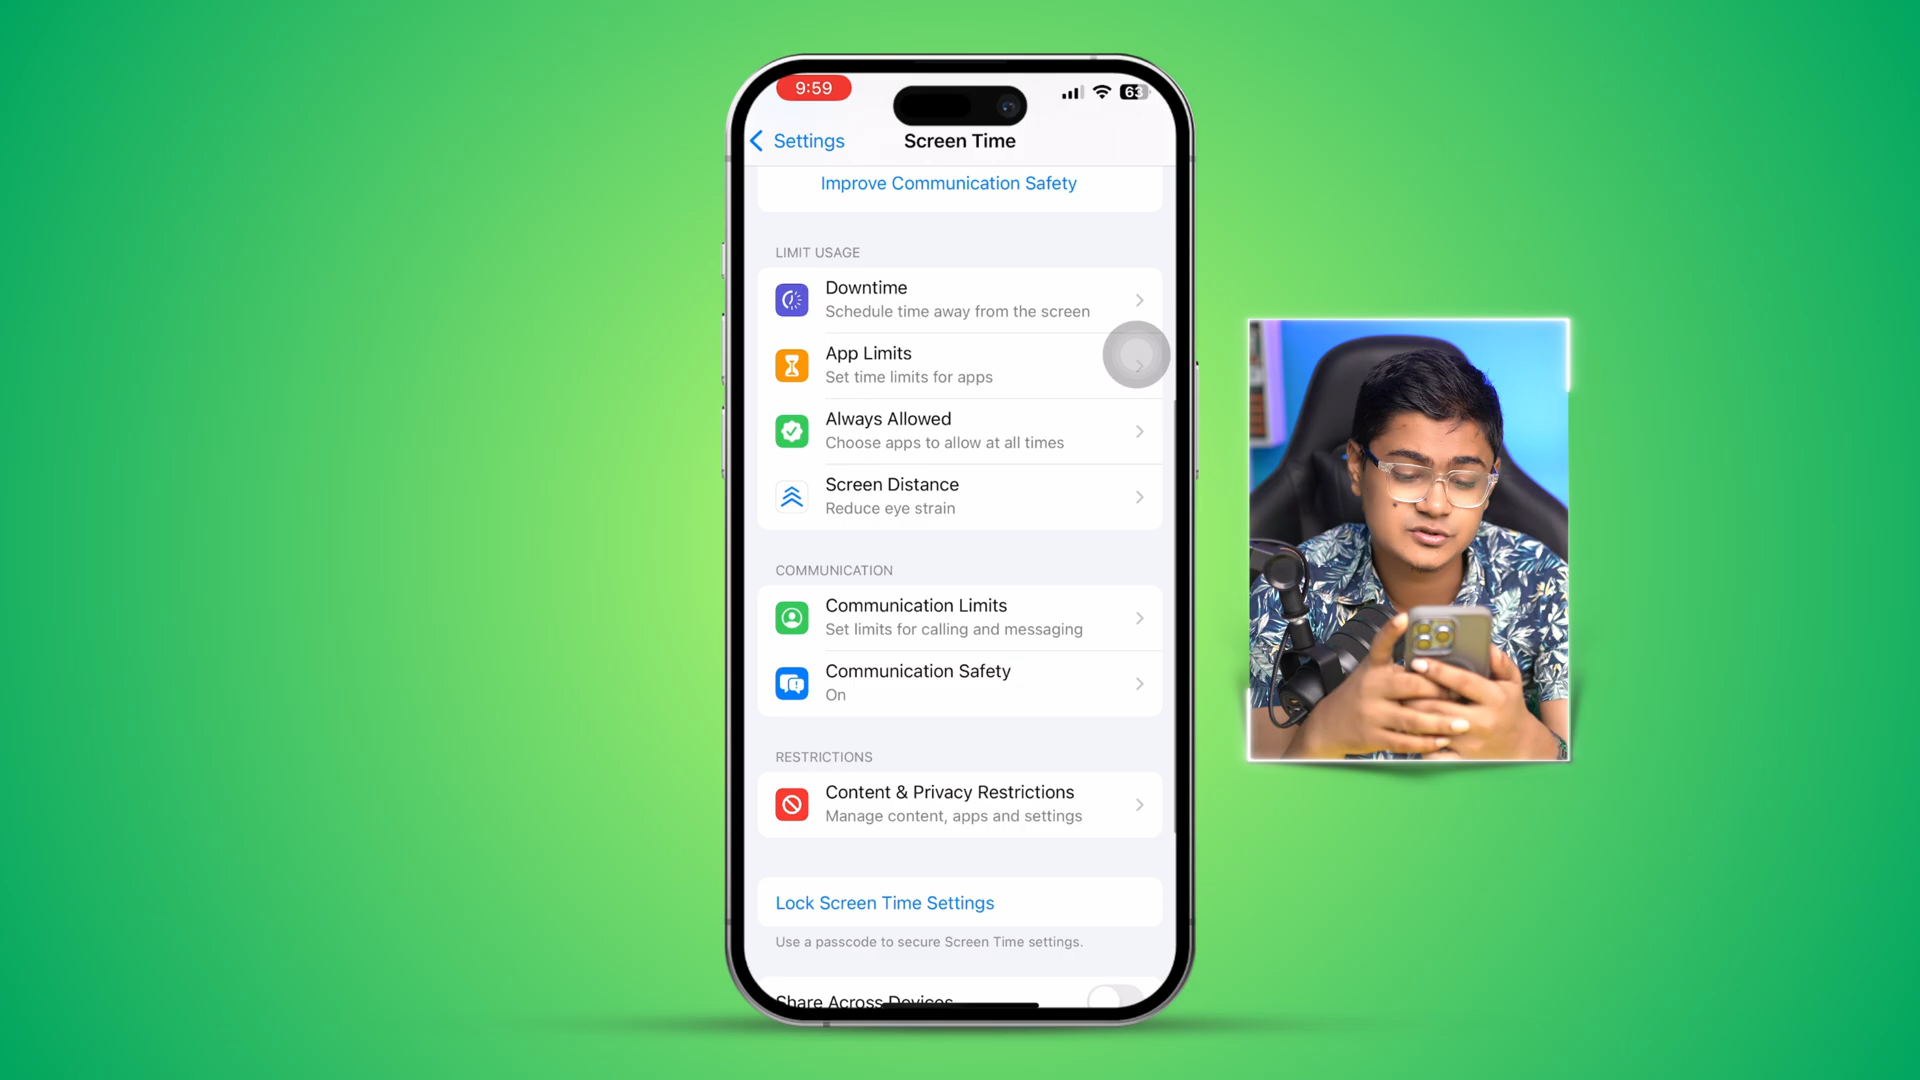 9:59
63
Settings
Screen Time
Improve Communication Safety
LIMIT USAGE
Downtime
Schedule time away from the screen
App Limits
Set time limits for apps
Always Allowed
Choose apps to allow at all times
Screen Distance
Reduce eye strain
COMMUNICATION
Communication Limits
Set limits for calling and messaging
Communication Safety
On
RESTRICTIONS
Content & Privacy Restrictions
Manage content, apps and settings
Lock Screen Time Settings
Use a passcode to secure Screen Time settings.
Share Across Devices